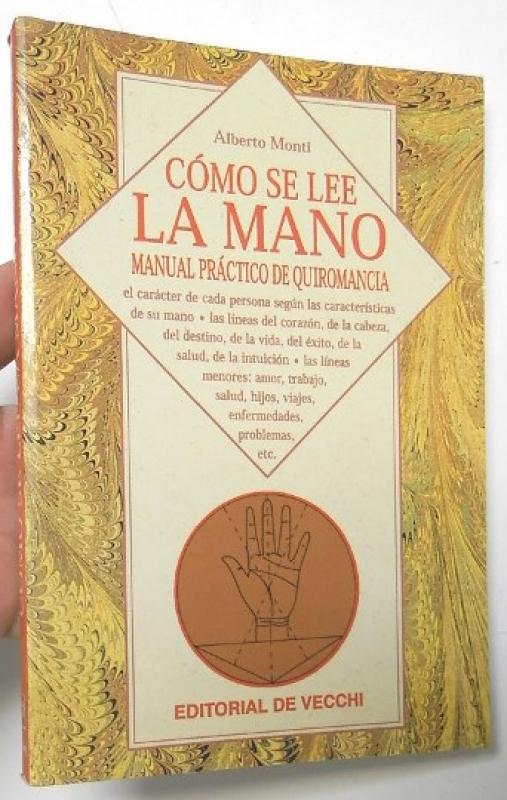 Alberto Monti
CÓMO SE LEE
LA MANO
MANUAL PRÁCTICO DE QUIROMANCIA
el carácter de cada persona según las características
de su mano • las líneas del corazón, de la cabeza,
del destino, de la vida, del éxito, de la
salud, de la intuición • las líneas
menores: amor, trabajo,
salud, hijos, viajes,
enfermedades,
problemas,
etc.
EDITORIAL DE VECCHI